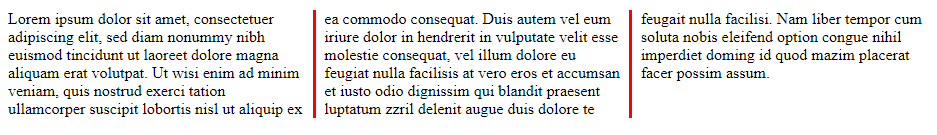 Lorem ipsum dolor sit amet, consectetuer
adipiscing elit, sed diam nonummy nibh
euismod tincidunt ut laoreet dolore magna
aliquam erat volutpat. Ut wisi enim ad minim
veniam, quis nostrud exerci tation
ullamcorper suscipit lobortis nisl ut aliquip ex
ea commodo consequat. Duis autem vel eum
iriure dolor in hendrerit in vulputate velit esse
molestie consequat, vel illum dolore eu
feugiat nulla facilisis at vero eros et accumsan
et iusto odio dignissim qui blandit praesent
luptatum zzril delenit augue duis dolore te
feugait nulla facilisi. Nam liber tempor cum
soluta nobis eleifend option congue nihil
imperdiet doming id quod mazim placerat
facer possim assum.